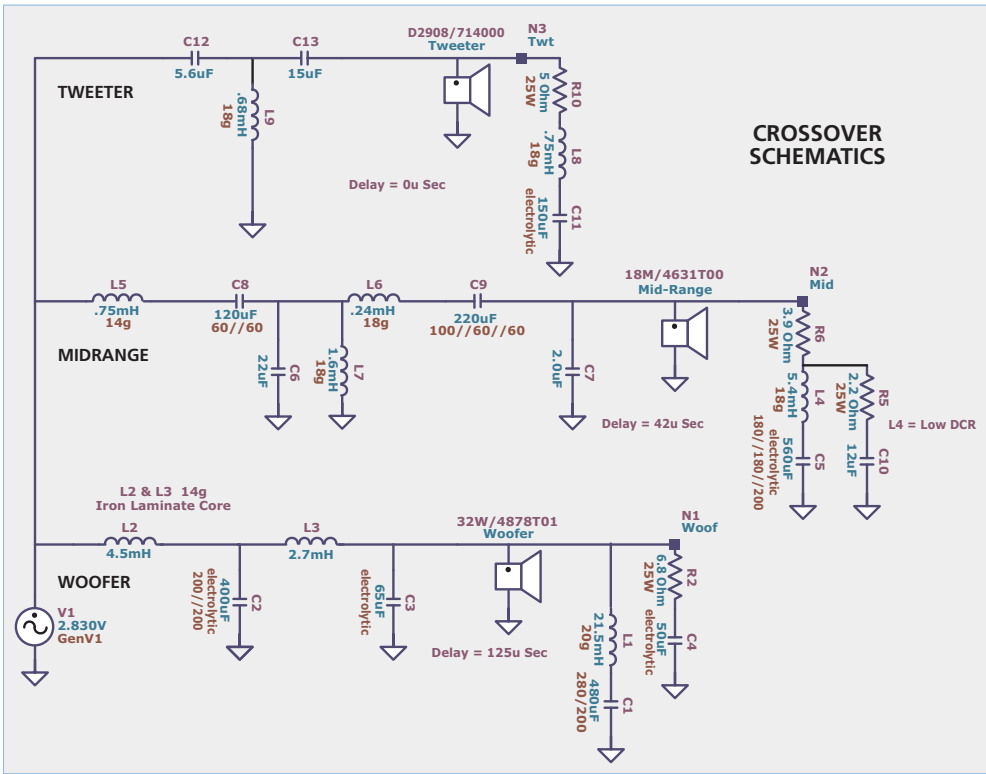 C12
5.6uF
C13
15uF
D2908/714000
Tweeter
N3
Twt
TWEETER
L9
.68mH
18g
R10
5 Ohm
25W
L8
.75mH
18g
C11
150uF
electrolytic
Delay = 0u Sec
CROSSOVER
SCHEMATICS
L5
.75mH
14g
C8
120uF
60//60
L6
.24mH
18g
C9
220uF
100//60//60
18M/4631T00
Mid-Range
N2
Mid
MIDRANGE
C6
22uF
L7
1.6mH
18g
C7
2.0uF
R6
3.9 Ohm
25W
L4
5.4mH
18g
R5
2.2 Ohm
25W
L4 = Low DCR
C5
560uF
electrolytic
180//180//200
C10
12uF
Delay = 42u Sec
L2 & L3 14g
Iron Laminate Core
L2
4.5mH
L3
2.7mH
32W/4878T01
Woofer
N1
Woof
WOOFER
C2
400uF
electrolytic
200//200
C3
65uF
electrolytic
R2
6.8 Ohm
25W
L1
21.5mH
20g
C4
50uF
electrolytic
C1
480uF
280/200
V1
2.830V
GenV1
Delay = 125u Sec